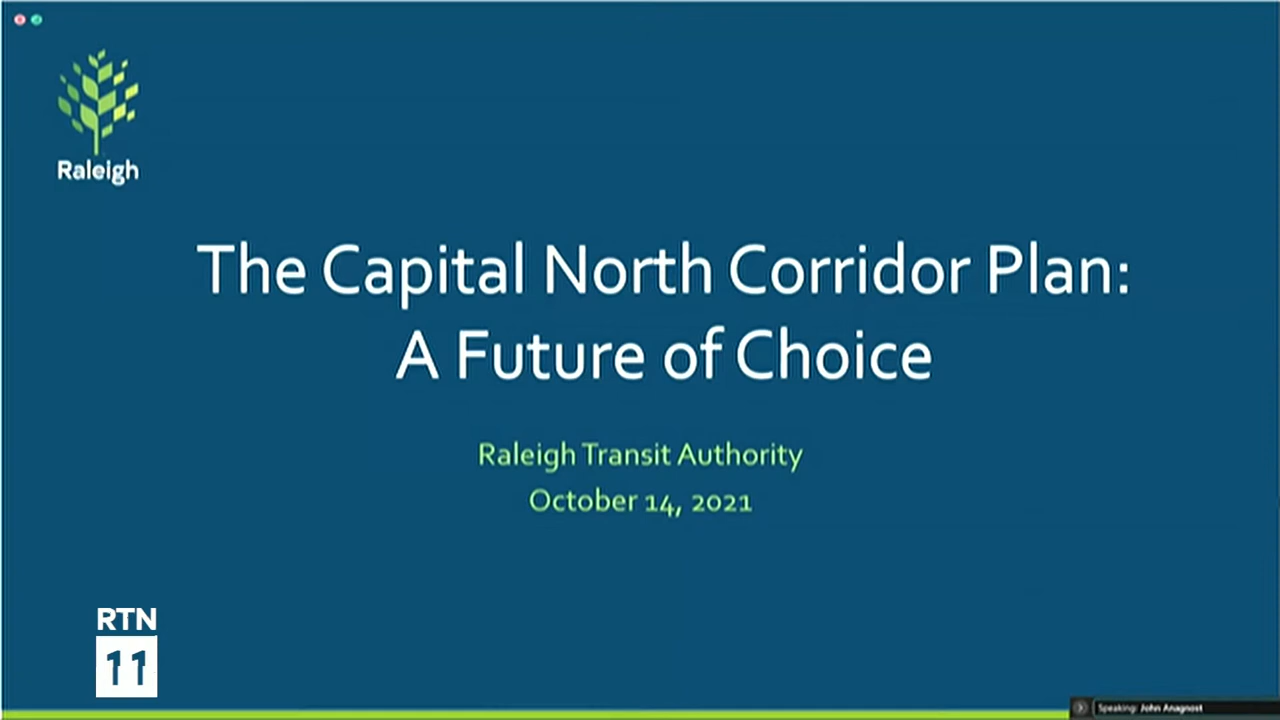 Raleigh
The Capital North Corridor Plan:
A Future of Choice
Raleigh Transit Authority
October 14, 2021
RTN
11
Speaking: John Anagnost